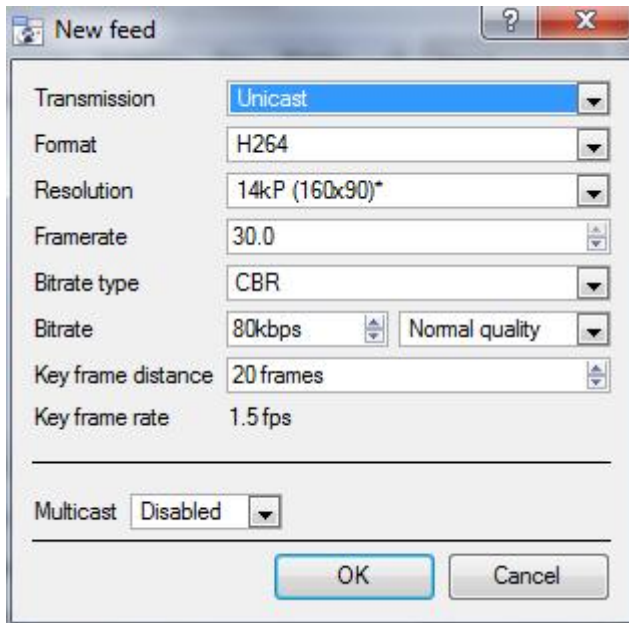 New feed
Transmission Unicast
Format H264
Resolution 14kP (160x90)*
Framerate 30.0
Bitrate type CBR
Bitrate 80kbps Normal quality
Key frame distance 20 frames
Key frame rate 1.5 fps
Multicast Disabled
OK Cancel